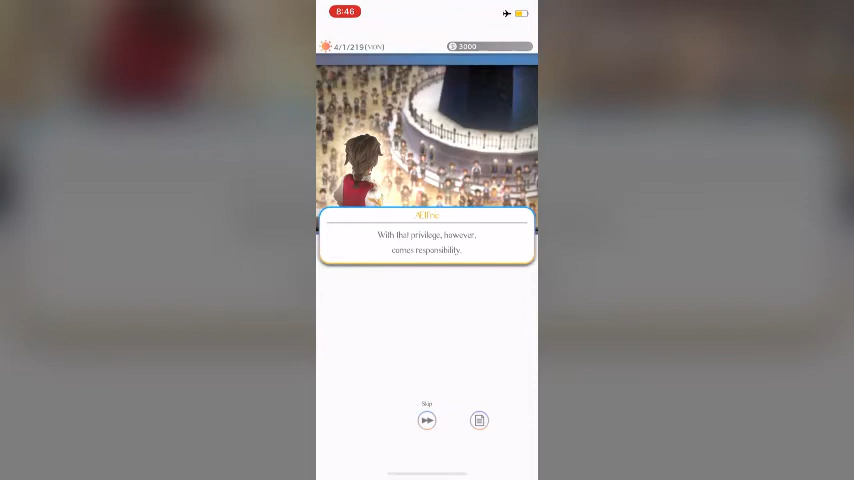 8:46
4/1/219(MON)
3000
With that privilege, however,
comes responsibility.
Skip